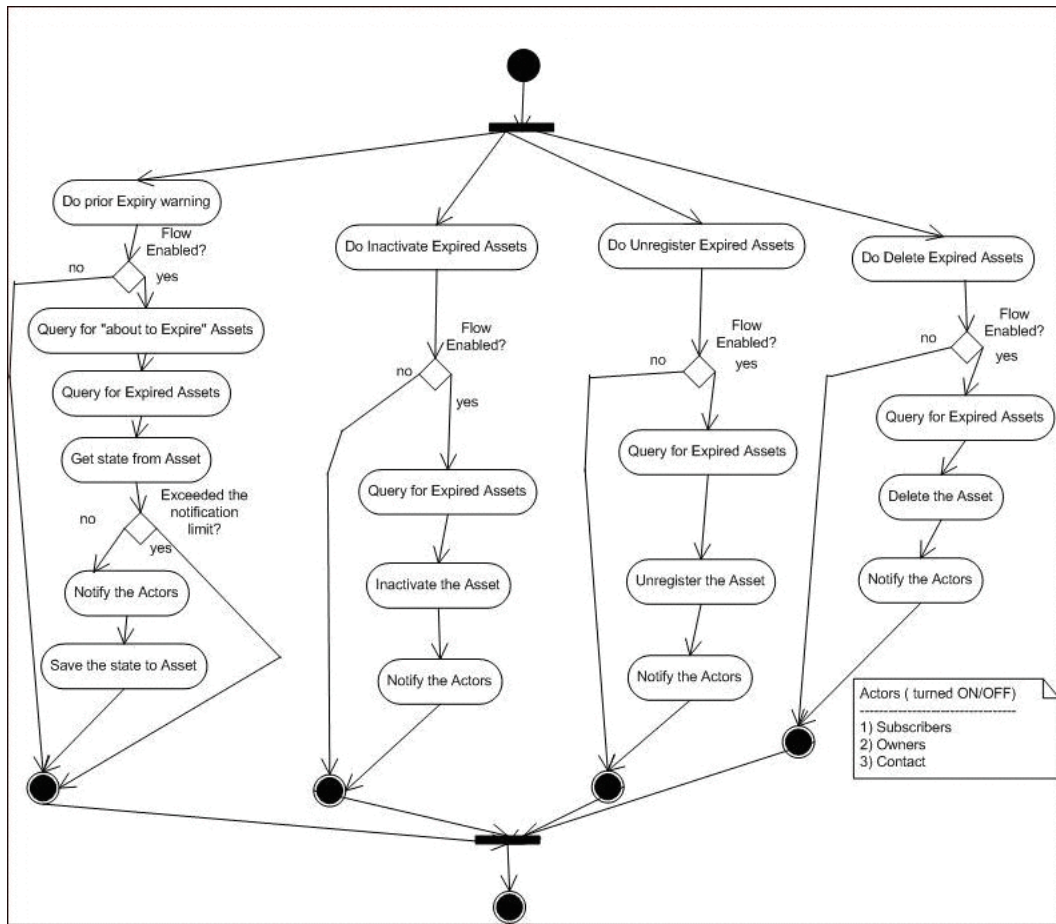 Do prior Expiry warning
Flow
Enabled?
no
yes
Query for "about to Expire" Assets
Query for Expired Assets
Get state from Asset
Exceeded the
notification
limit?
no
yes
Notify the Actors
Save the state to Asset
Do Inactivate Expired Assets
Flow
Enabled?
no
yes
Query for Expired Assets
Inactivate the Asset
Notify the Actors
Do Unregister Expired Assets
Flow
Enabled?
no
yes
Query for Expired Assets
Unregister the Asset
Notify the Actors
Do Delete Expired Assets
Flow
Enabled?
no
yes
Query for Expired Assets
Delete the Asset
Notify the Actors
Actors ( turned ON/OFF)
------------------------------------
1) Subscribers
2) Owners
3) Contact